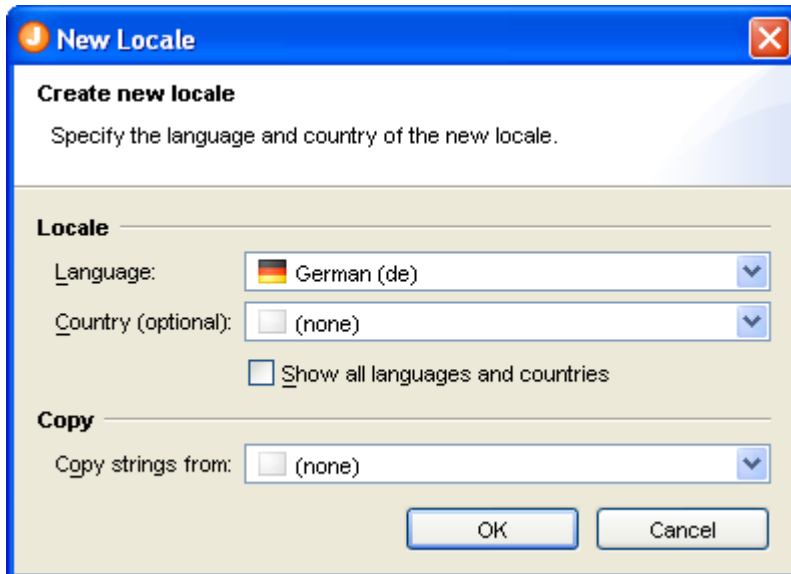 New Locale
Create new locale
Specify the language and country of the new locale.
Locale
Language: German (de)
Country (optional): (none)
Show all languages and countries
Copy
Copy strings from: (none)
OK Cancel